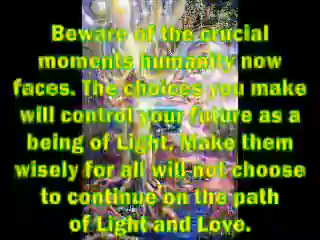 Beware of the crucial
moments humanity now
faces. The choices you make
will control your future as a
being of Light. Make them
wisely for all will not choose
to continue on the path
of Light and Love.